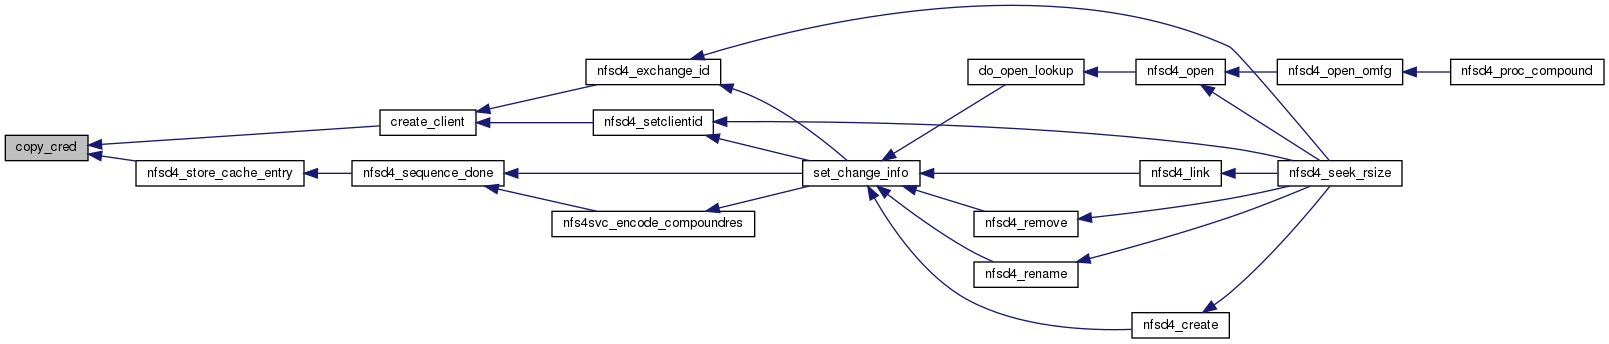 copy_cred
create_client
nfsd4_store_cache_entry
nfsd4_exchange_id
nfsd4_setclientid
nfsd4_sequence_done
nfs4svc_encode_compoundres
set_change_info
do_open_lookup
nfsd4_open
nfsd4_open_omfg
nfsd4_proc_compound
nfsd4_link
nfsd4_seek_rsize
nfsd4_remove
nfsd4_rename
nfsd4_create